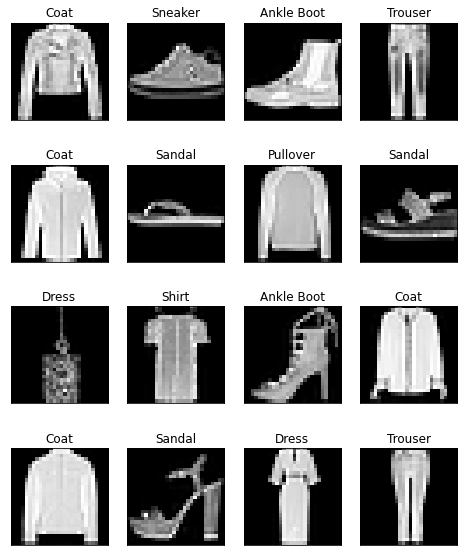 Coat Sneaker Ankle Boot Trouser
Coat Sandal Pullover Sandal
Dress Shirt Ankle Boot Coat
Coat Sandal Dress Trouser